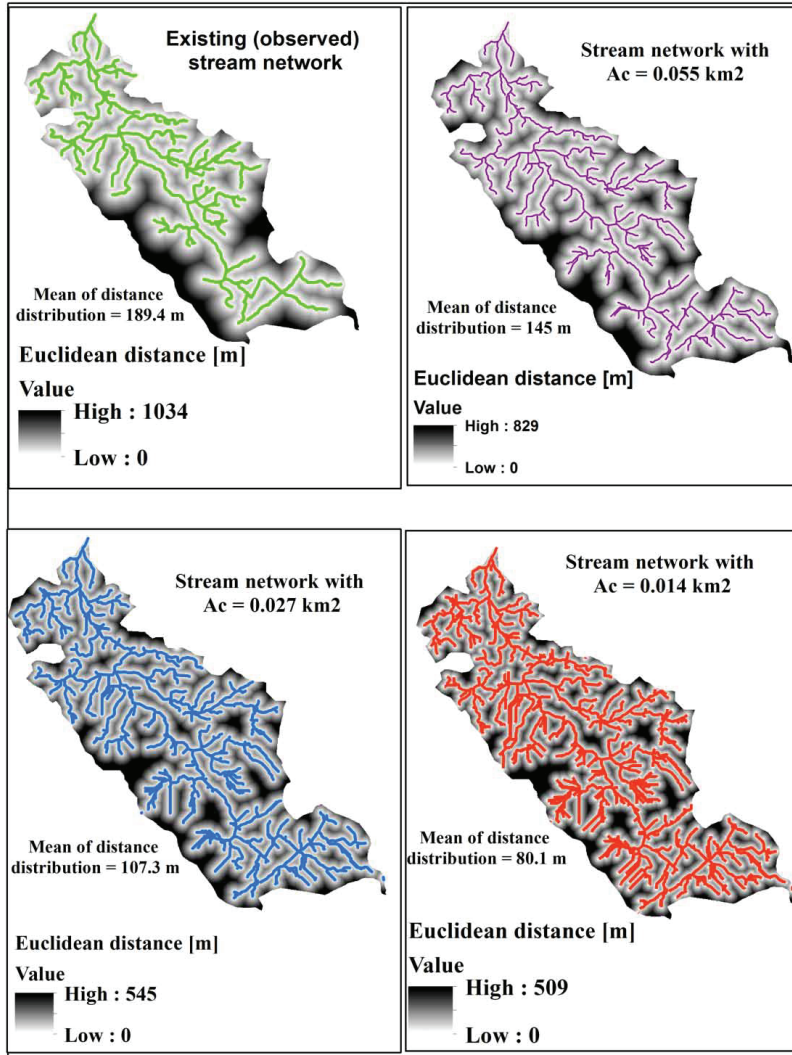 Existing (observed)
stream network
Mean of distance
distribution = 189.4 m
Euclidean distance [m]
Value
High : 1034
Low : 0
Stream network with
Ac = 0.055 km2
Mean of distance
distribution = 145 m
Euclidean distance [m]
Value
High : 829
Low : 0
Stream network with
Ac = 0.027 km2
Mean of distance
distribution = 107.3 m
Euclidean distance [m]
Value
High : 545
Low : 0
Stream network with
Ac = 0.014 km2
Mean of distance
distribution = 80.1 m
Euclidean distance [m]
Value
High : 509
Low : 0